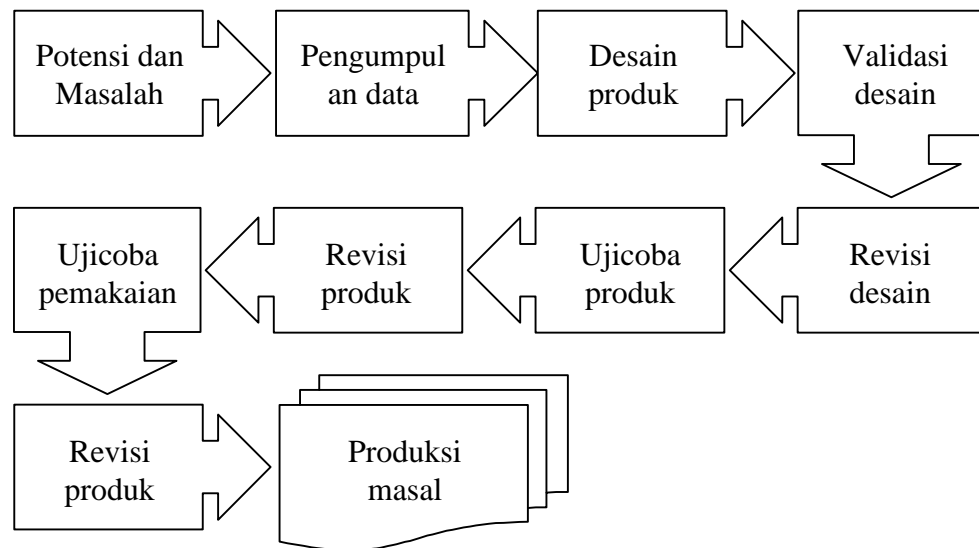 Potensi dan
Masalah
Pengumpul
an data
Desain
produk
Validasi
desain
Revisi
desain
Ujicoba
produk
Revisi
produk
Ujicoba
pemakaian
Revisi
produk
Produksi
masal